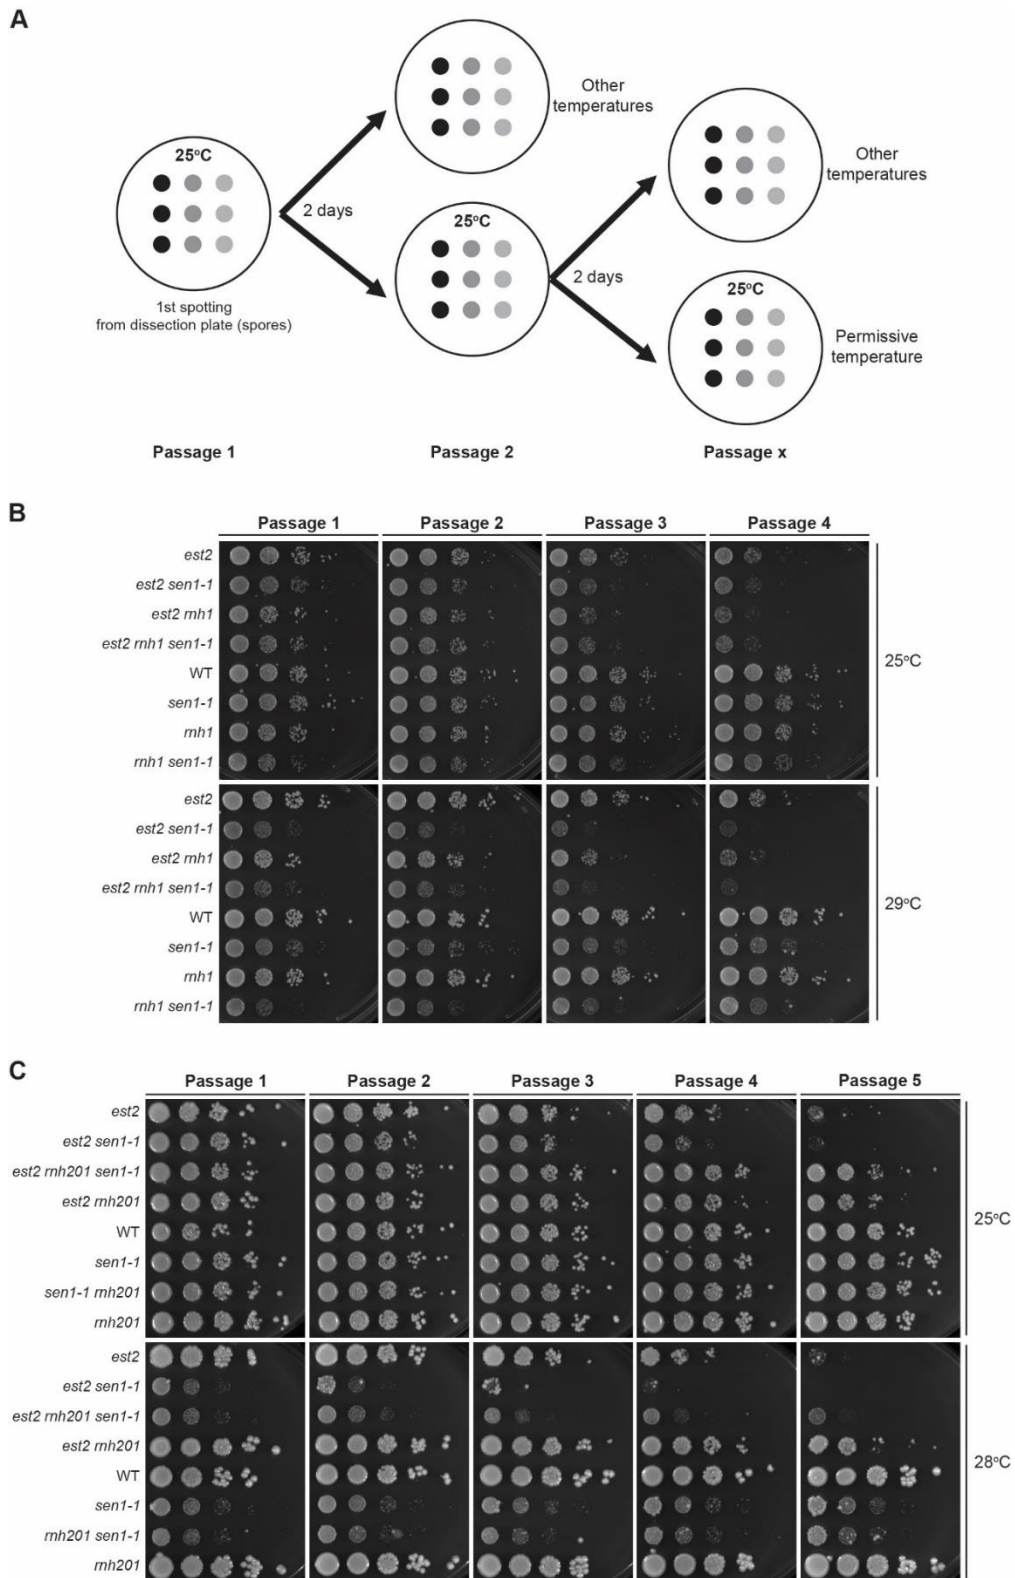 A
25°C
2 days
1st spotting
from dissection plate (spores)
Other
temperatures
25°C
2 days
Other
temperatures
25°C
Permissive
temperature
Passage 1
Passage 2
Passage x
B
Passage 1
Passage 2
Passage 3
Passage 4
est2
est2 sen1-1
est2 rnh1
est2 rnh1 sen1-1
WT
sen1-1
rnh1
rnh1 sen1-1
25°C
est2
est2 sen1-1
est2 rnh1
est2 rnh1 sen1-1
WT
sen1-1
rnh1
rnh1 sen1-1
29°C
C
Passage 1
Passage 2
Passage 3
Passage 4
Passage 5
est2
est2 sen1-1
est2 rnh201 sen1-1
est2 rnh201
WT
sen1-1
sen1-1 rnh201
rnh201
25°C
est2
est2 sen1-1
est2 rnh201 sen1-1
est2 rnh201
WT
sen1-1
rnh201 sen1-1
rnh201
28°C